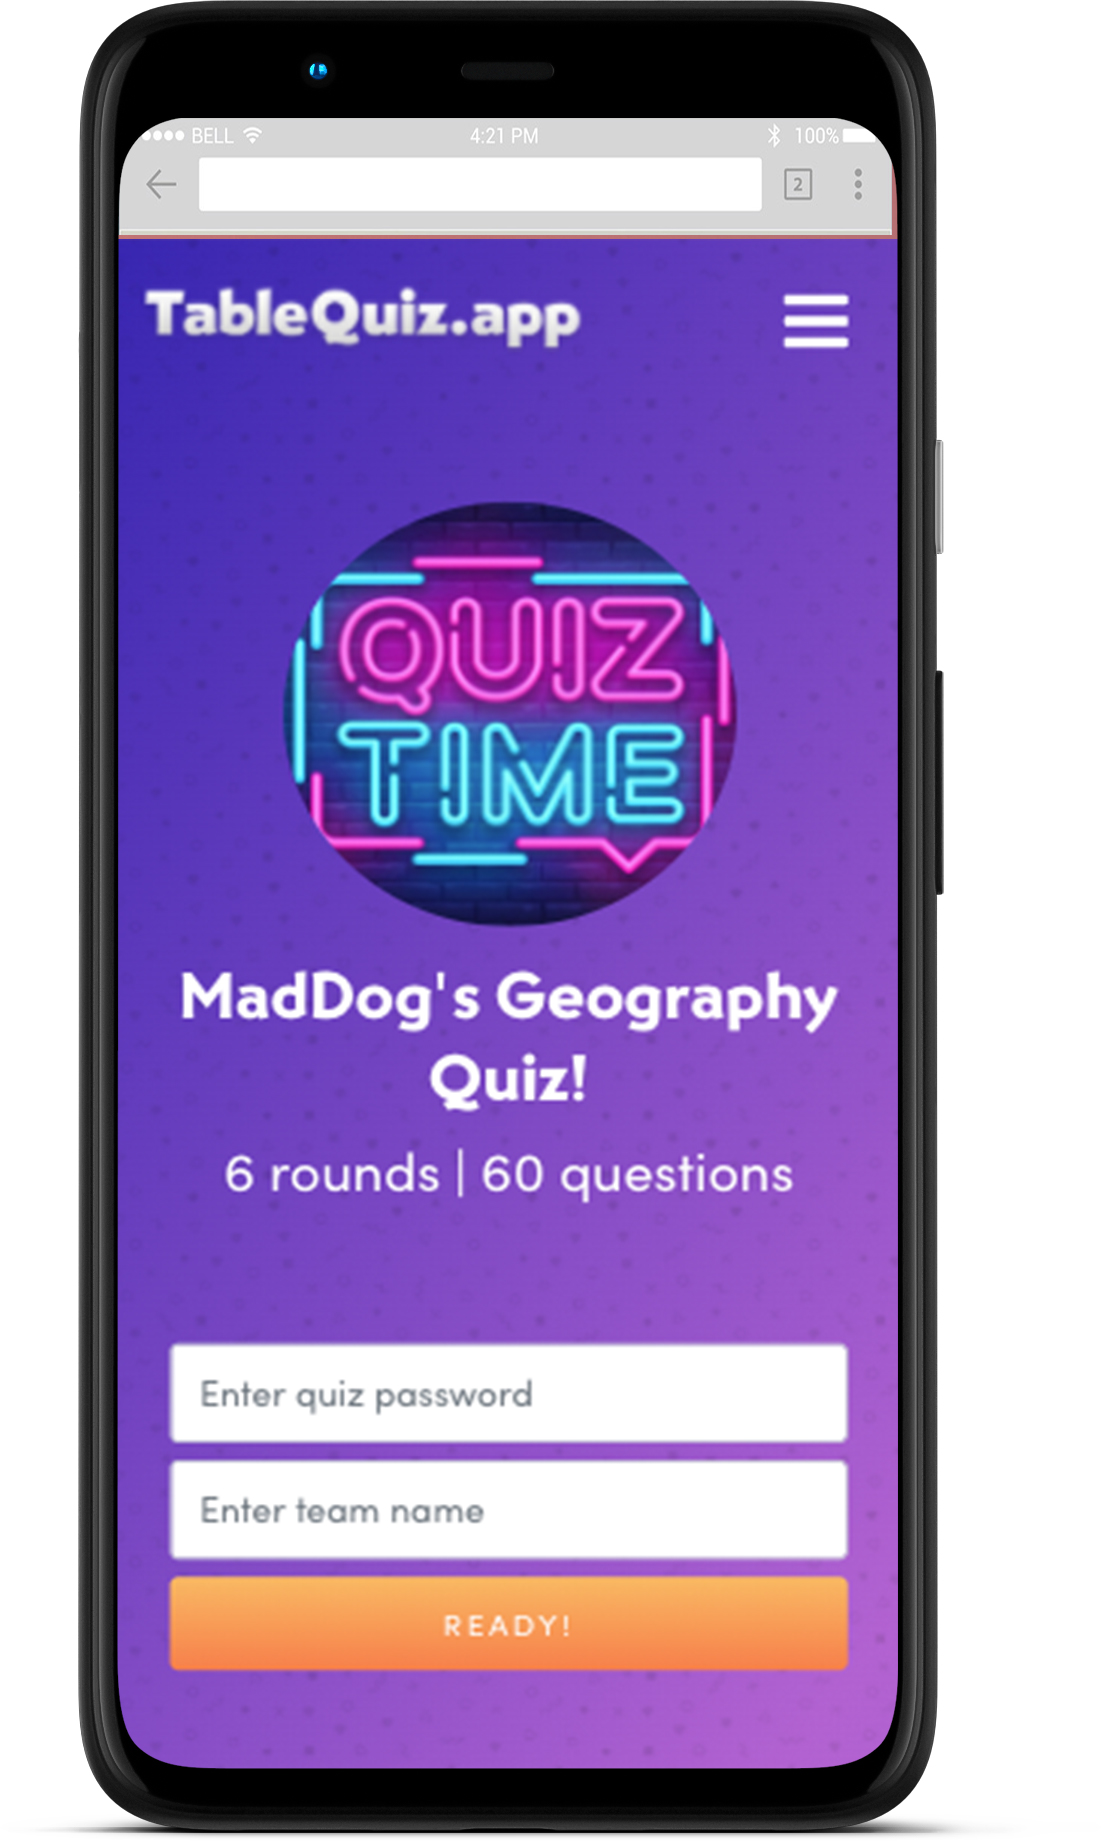 BELL 4:21 PM 100%
2
TableQuiz.app
QUIZ
TIME
MadDog's Geography
Quiz!
6 rounds | 60 questions
Enter quiz password
Enter team name
READY!